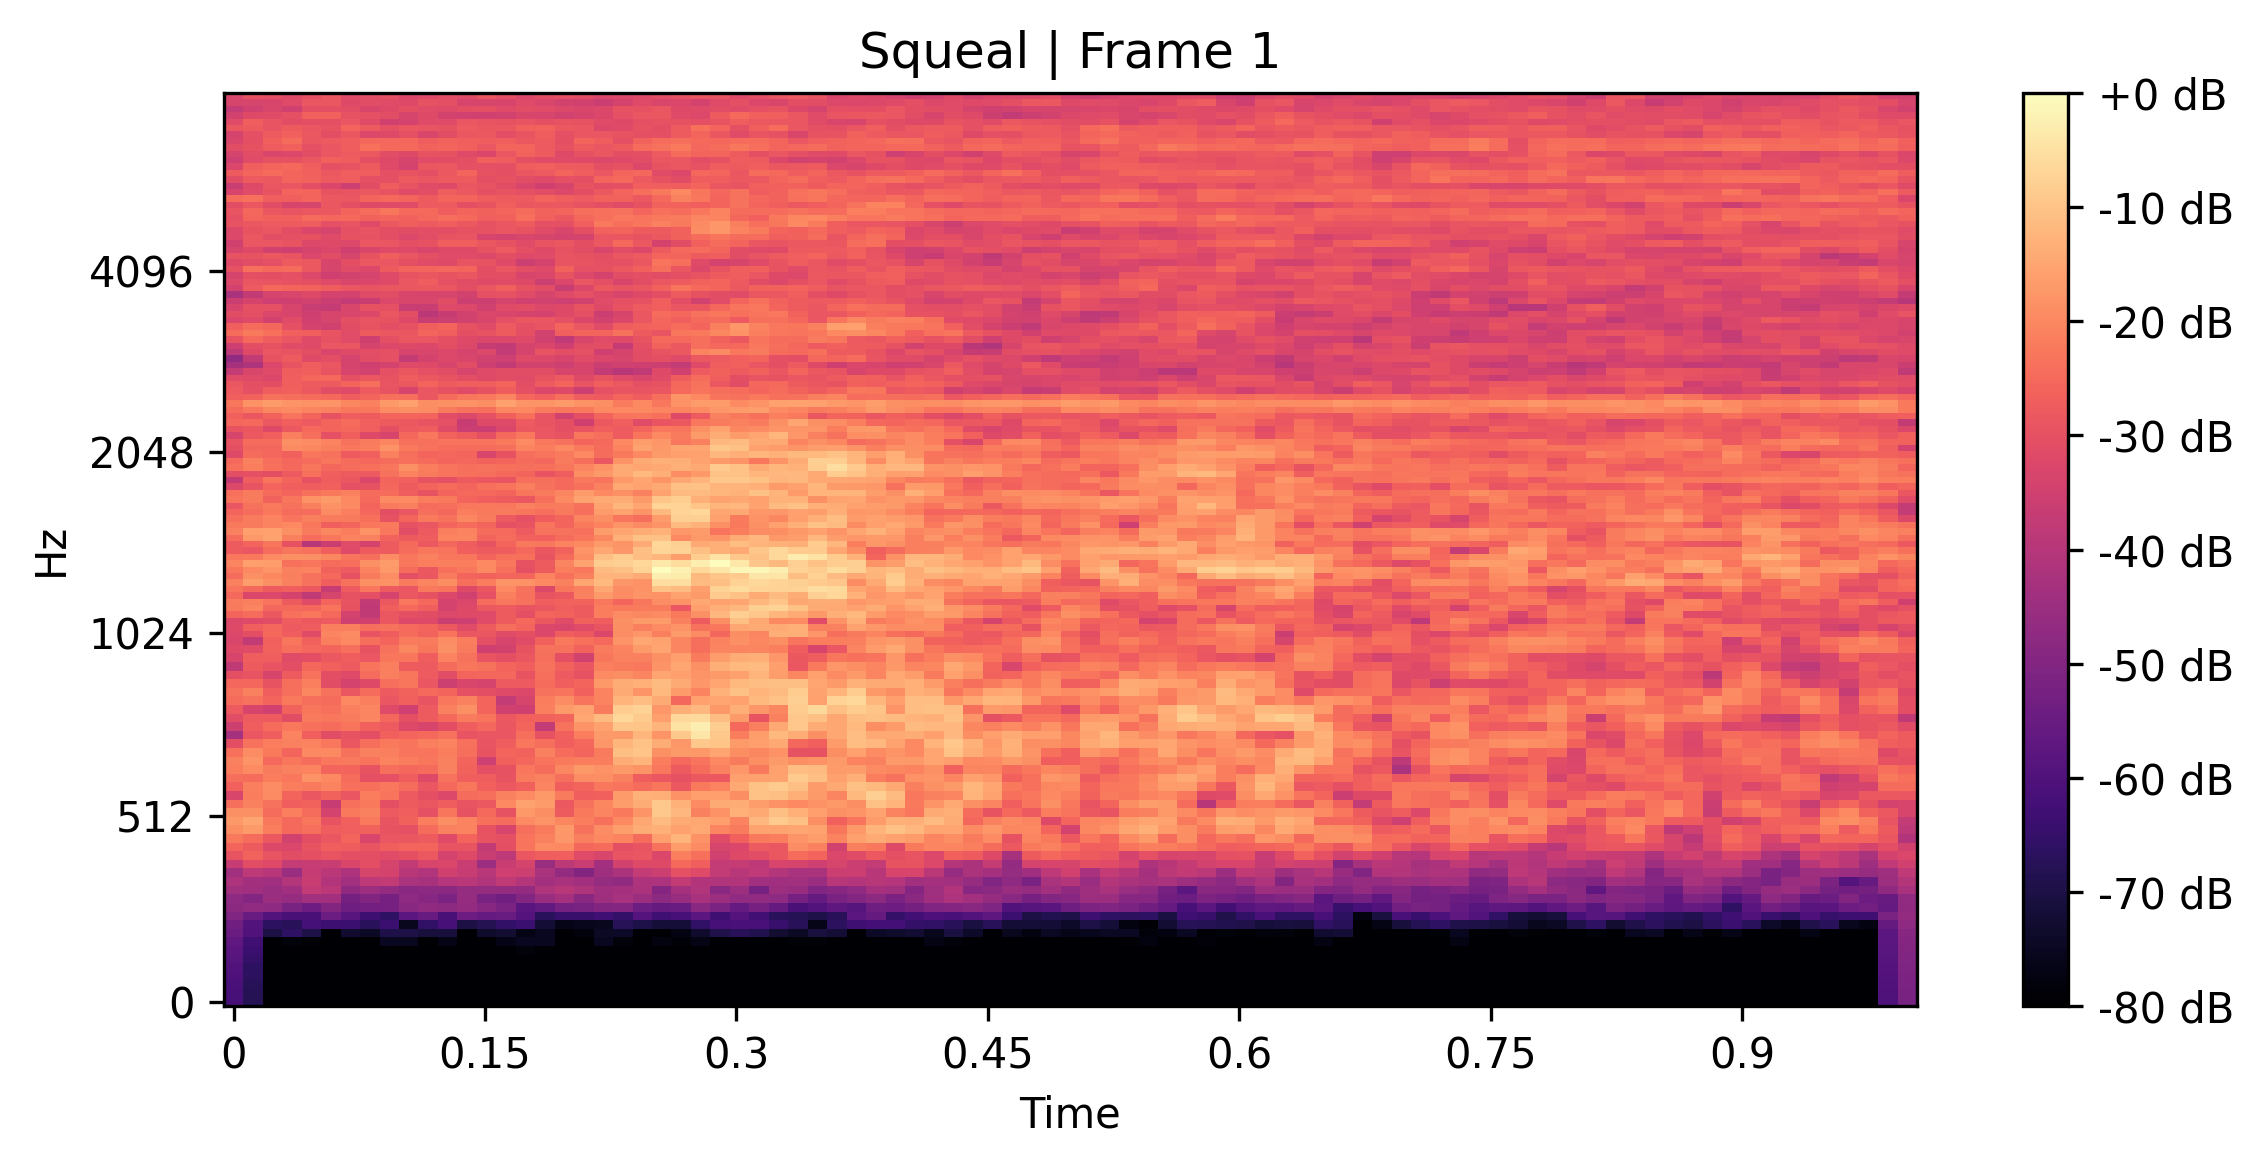 Squeal | Frame 1
+0 dB
-10 dB
-20 dB
-30 dB
-40 dB
-50 dB
-60 dB
-70 dB
-80 dB
Hz
4096
2048
1024
512
0
0 0.15 0.3 0.45 0.6 0.75 0.9
Time